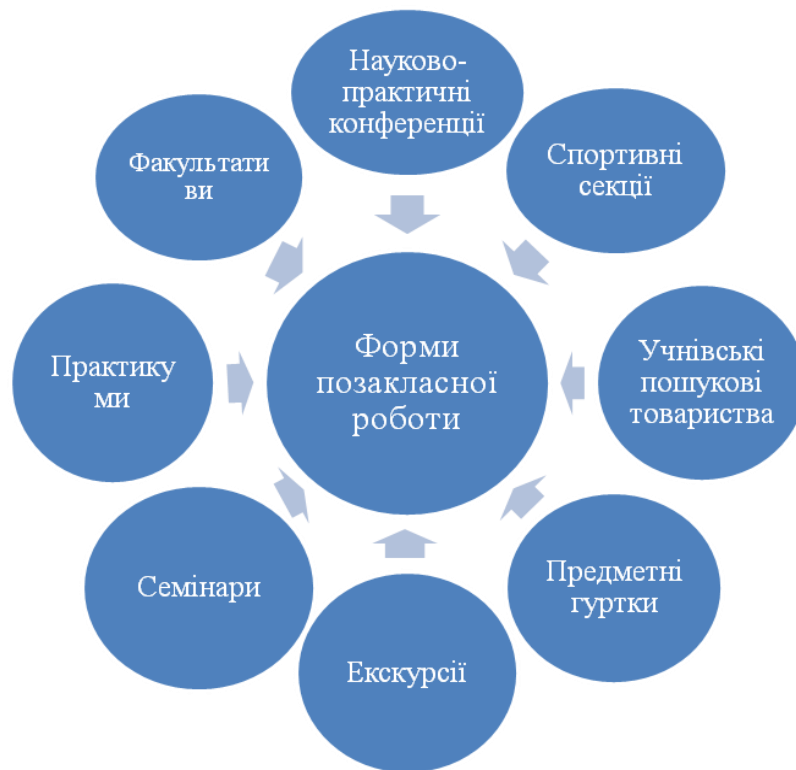 Науково-
практичні
конференції
Спортивні
секції
Учнівські
пошукові
товариства
Предметні
гуртки
Екскурсії
Семінари
Практику
ми
Факультати
ви
Форми
позакласної
роботи